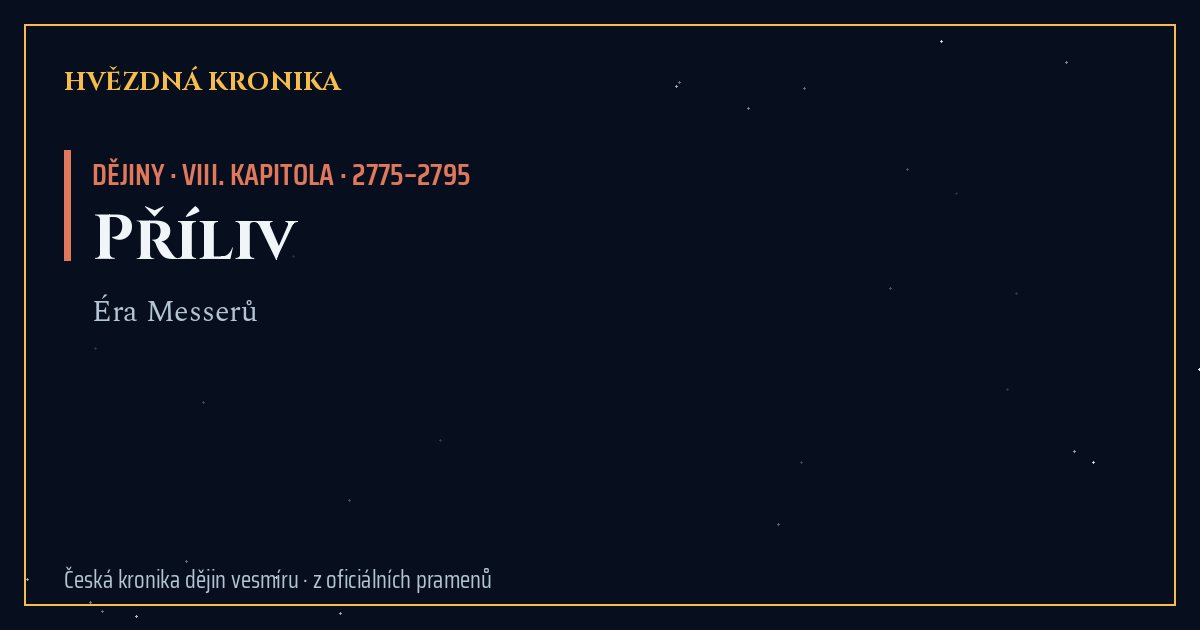 HVĚZDNÁ KRONIKA
DĚJINY · VIII. KAPITOLA · 2775–2795
PŘÍLIV
Éra Messerů
Česká kronika dějin vesmíru · z oficiálních pramenů